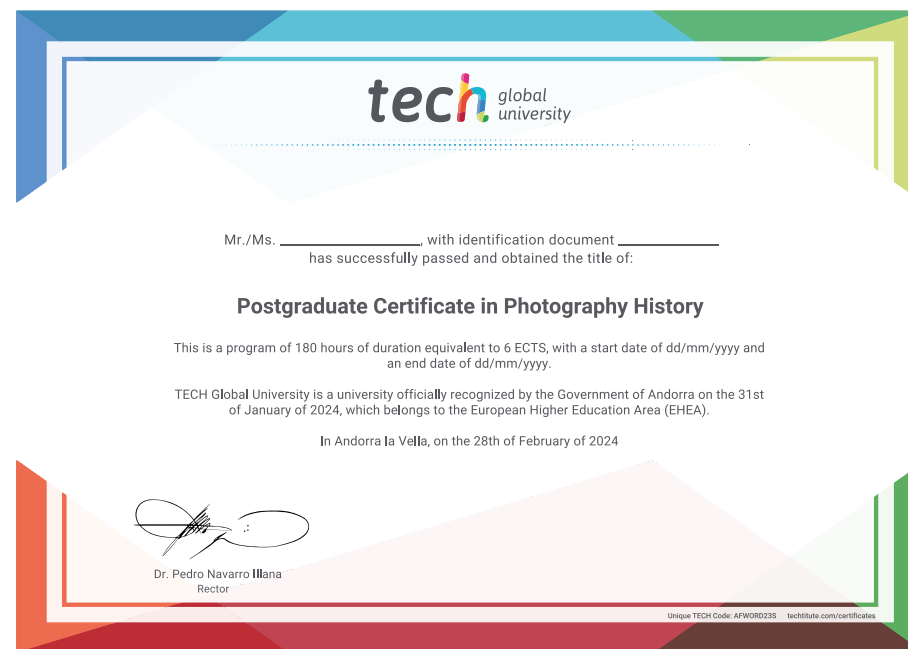 tech global
university
Mr./Ms. ____________________, with identification document ______________
has successfully passed and obtained the title of:
Postgraduate Certificate in Photography History
This is a program of 180 hours of duration equivalent to 6 ECTS, with a start date of dd/mm/yyyy and
an end date of dd/mm/yyyy.
TECH Global University is a university officially recognized by the Government of Andorra on the 31st
of January of 2024, which belongs to the European Higher Education Area (EHEA).
In Andorra la Vella, on the 28th of February of 2024
Dr. Pedro Navarro Illana
Rector
Unique TECH Code: AFWORD23S techtitute.com/certificates